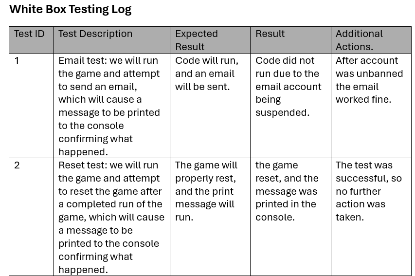 White Box Testing Log
Test ID
Test Description
Expected
Result
Result
Additional
Actions.
1
Email test: we will run
the game and attempt
to send an email,
which will cause a
message to be printed
to the console
confirming what
happened.
Code will run,
and an email
will be sent.
Code did not
run due to the
email account
being
suspended.
After account
was unbanned
the email
worked fine.
2
Reset test: we will run
the game and attempt
to reset the game after
a completed run of the
game, which will cause
a message to be
printed to the console
confirming what
happened.
The game will
properly rest,
and the print
message will
run.
the game
reset, and the
message was
printed in the
console.
The test was
successful, so
no further
action was
taken.